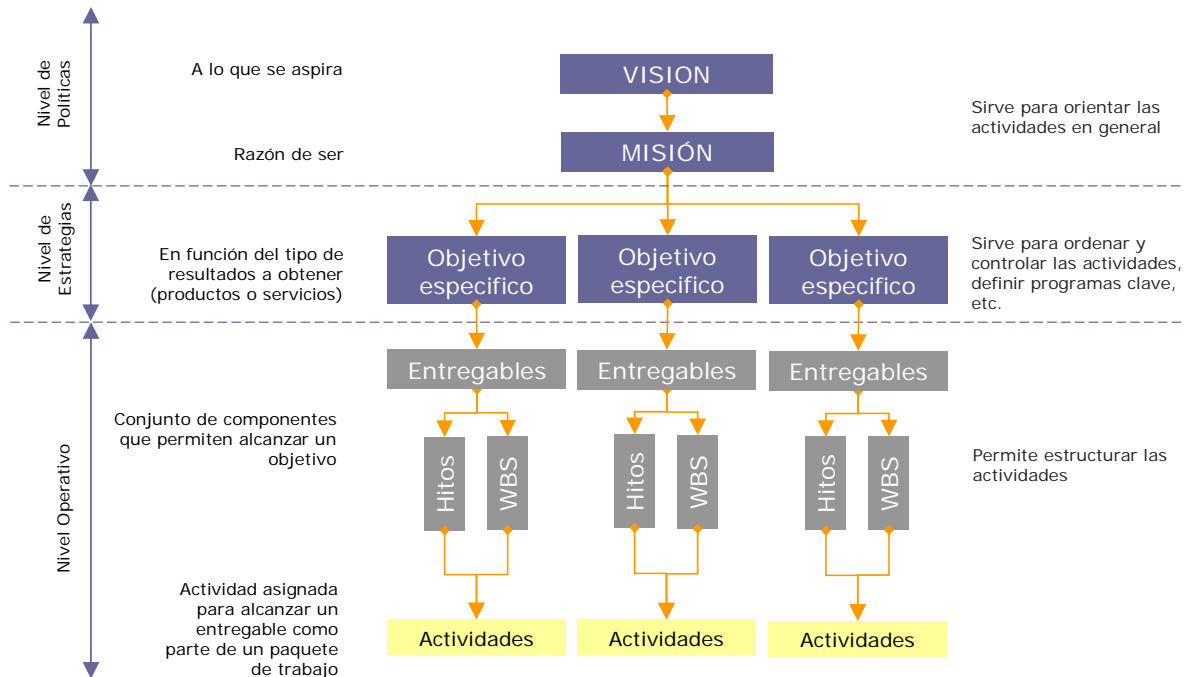 Nivel de
Políticas
A lo que se aspira
VISION
Sirve para orientar las
actividades en general
Razón de ser
MISIÓN
Nivel de
Estrategias
En función del tipo de
resultados a obtener
(productos o servicios)
Objetivo
especifico
Objetivo
especifico
Objetivo
especifico
Sirve para ordenar y
controlar las actividades,
definir programas clave,
etc.
Nivel Operativo
Entregables
Entregables
Entregables
Conjunto de componentes
que permiten alcanzar un
objetivo
Hitos
WBS
Hitos
WBS
Hitos
WBS
Permite estructurar las
actividades
Actividad asignada
para alcanzar un
entregable como
parte de un paquete
de trabajo
Actividades
Actividades
Actividades